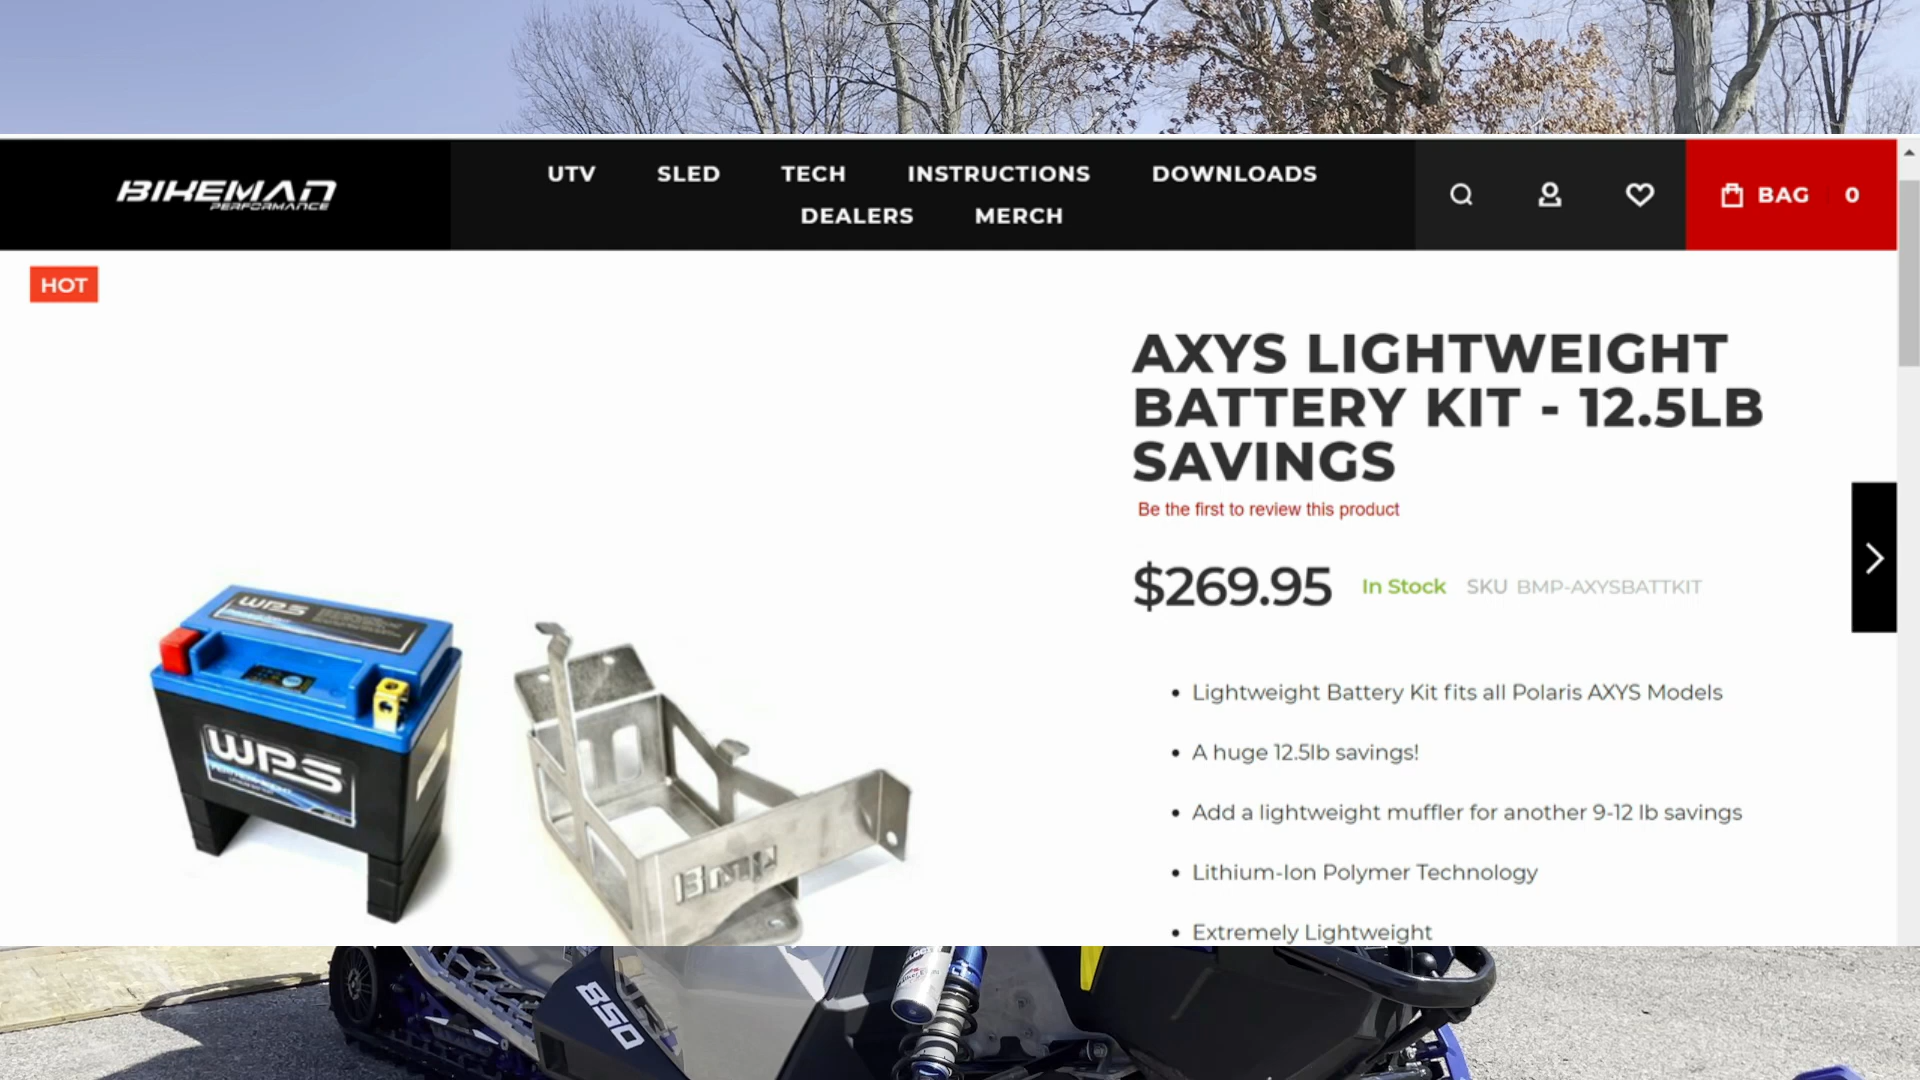 BIKEMAN
PERFORMANCE
UTV SLED TECH INSTRUCTIONS DOWNLOADS
DEALERS MERCH
BAG 0
HOT
AXYS LIGHTWEIGHT
BATTERY KIT - 12.5LB
SAVINGS
Be the first to review this product
$269.95 In Stock SKU BMP-AXYSBATTKIT
• Lightweight Battery Kit fits all Polaris AXYS Models
• A huge 12.5lb savings!
• Add a lightweight muffler for another 9-12 lb savings
• Lithium-Ion Polymer Technology
• Extremely Lightweight
WPS
WPS
BMP
850